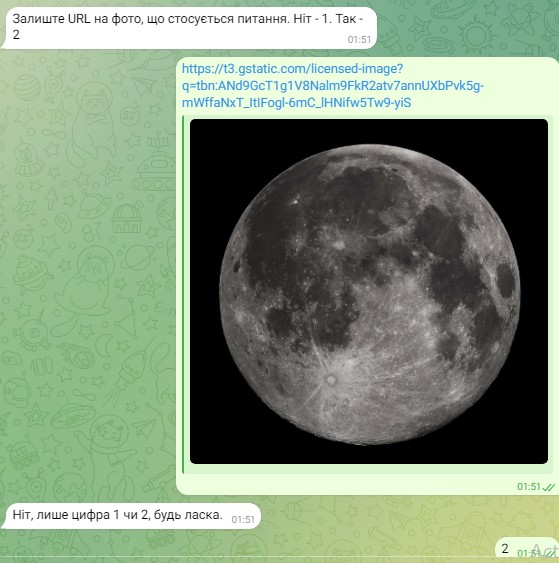 Залиште URL на фото, що стосується питання. Ніт - 1. Так -
2
01:51
https://t3.gstatic.com/licensed-image?
q=tbn:ANd9GcT1g1V8Nalm9FkR2atv7annUXbPvk5g-
mWffaNxT_ItIFogl-6mC_lHNifw5Tw9-yiS
01:51
Ніт, лише цифра 1 чи 2, будь ласка. 01:51
2 01:51
Act